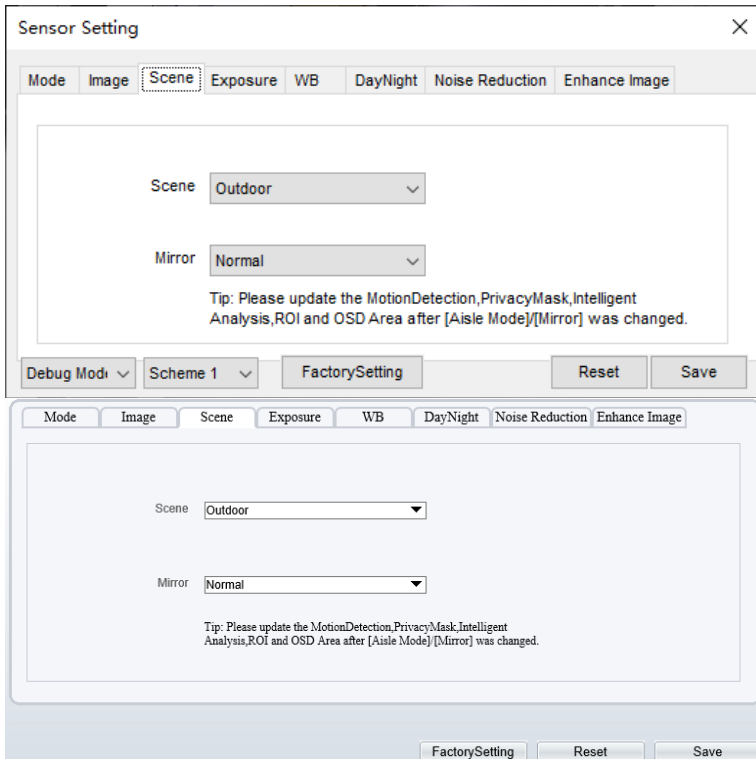 Sensor Setting
Mode Image Scene Exposure WB DayNight Noise Reduction Enhance Image
Scene Outdoor
Mirror Normal
Tip: Please update the MotionDetection,PrivacyMask,Intelligent
Analysis,ROI and OSD Area after [Aisle Mode]/[Mirror] was changed.
Debug Mode Scheme 1 FactorySetting Reset Save
Mode Image Scene Exposure WB DayNight Noise Reduction Enhance Image
Scene Outdoor
Mirror Normal
Tip: Please update the MotionDetection,PrivacyMask,Intelligent
Analysis,ROI and OSD Area after [Aisle Mode]/[Mirror] was changed.
FactorySetting Reset Save